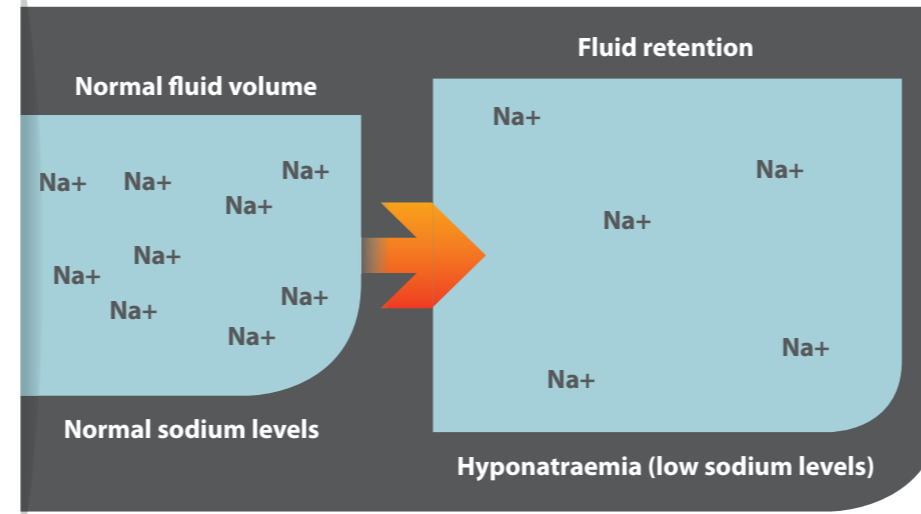 Fluid retention
Normal fluid volume
Na+
Na+ Na+ Na+ Na+
Na+
Na+
Na+
Na+
Na+
Na+
Na+
Na+
Na+
Normal sodium levels
Hyponatraemia (low sodium levels)